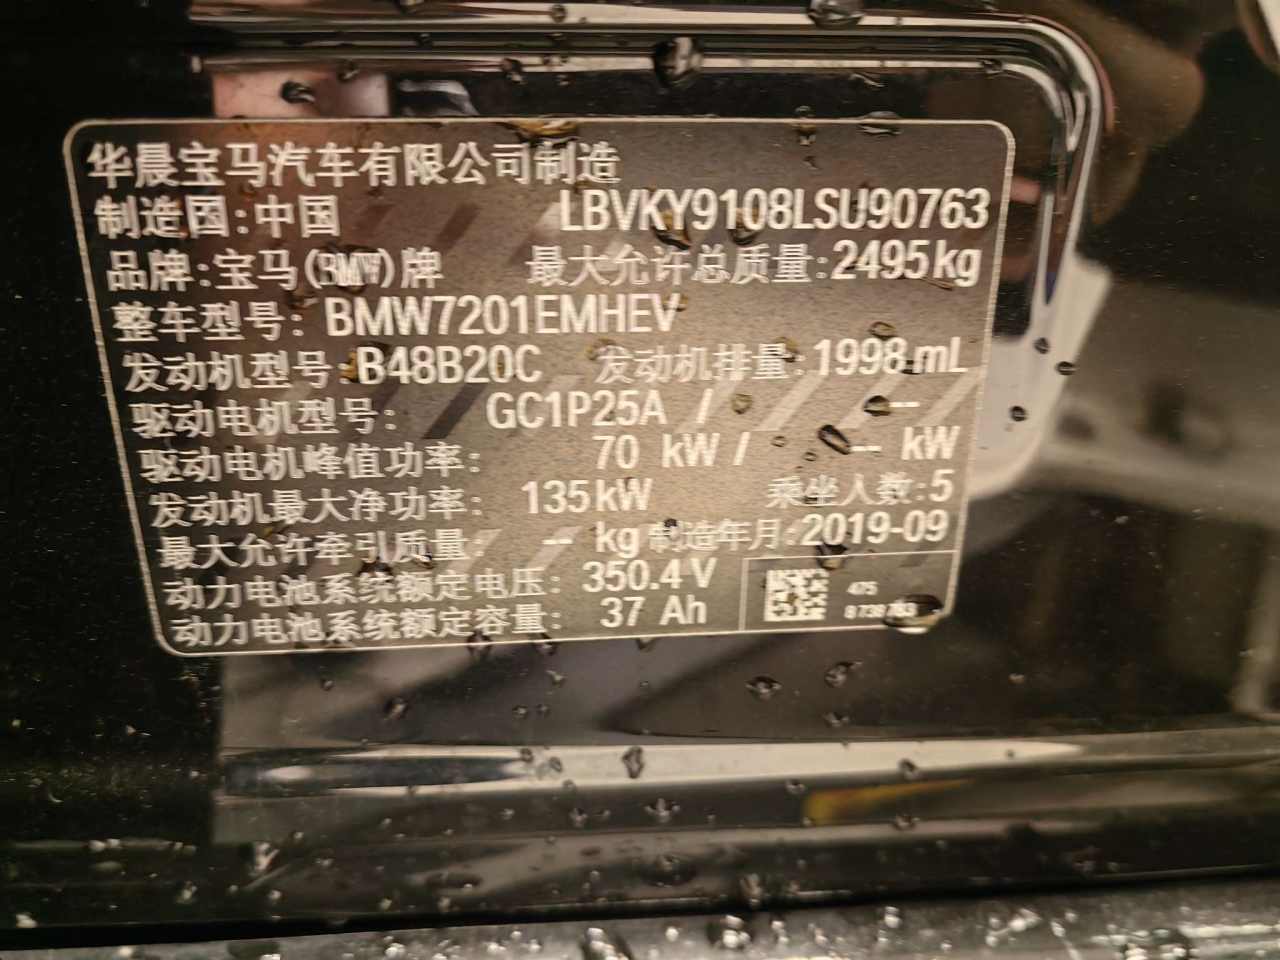 华晨宝马汽车有限公司制造
制造国:中国 LBVKY9108LSU90763
品牌:宝马(BMW)牌 最大允许总质量:2495kg
整车型号: BMW7201EMHEV
发动机型号:B48B20C 发动机排量:1998mL
驱动电机型号: GC1P25A / --
驱动电机峰值功率: 70 kW / -- kW
发动机最大净功率: 135kW 乘坐人数:5
最大允许牵引质量: -- kg 制造年月:2019-09
动力电池系统额定电压: 350.4V
动力电池系统额定容量: 37 Ah
475
8738763